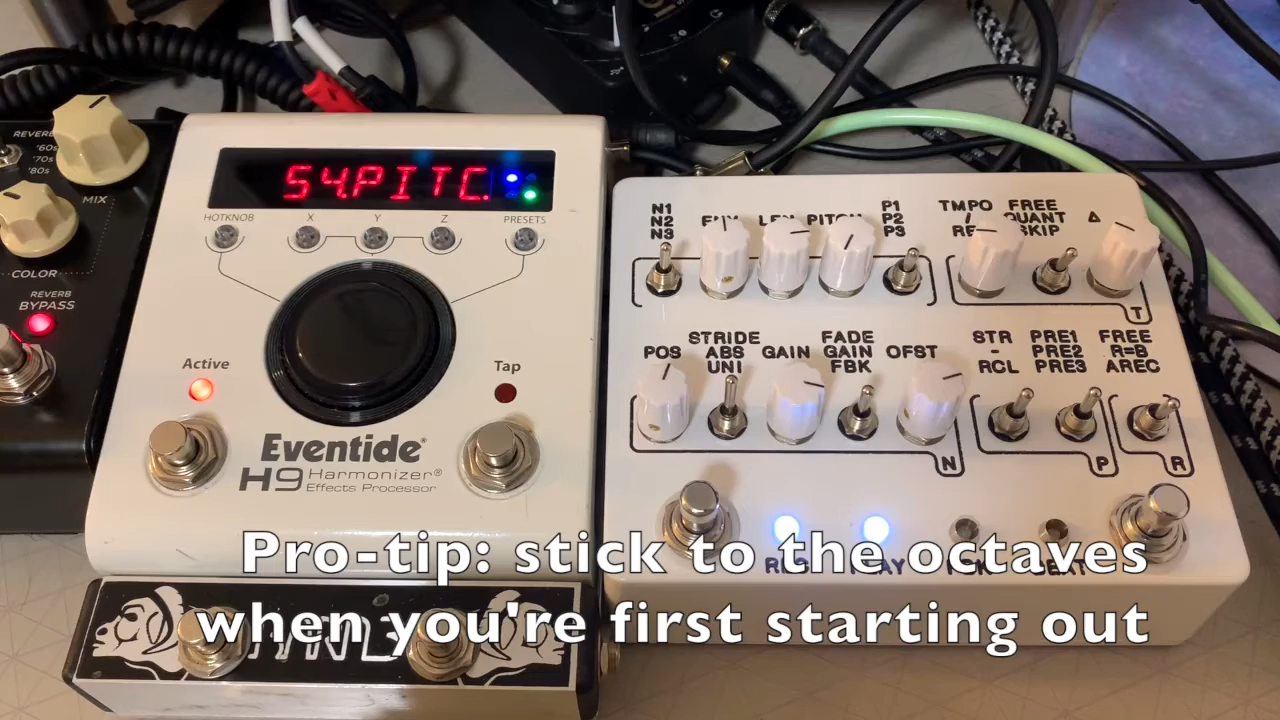 REVERB
'60s
'70s
'80s
MIX
COLOR
REVERB
BYPASS
54.PITC.
HOTKNOB
X
Y
Z
PRESETS
Active
Tap
Eventide®
H9 Harmonizer®
Effects Processor
N1
N2
N3
PITCH
P1
P2
P3
TMPO
/
FREE
QUANT
SKIP
Δ
T
POS
STRIDE
ABS
UNI
GAIN
FADE
GAIN
FBK
OFST
N
STR
-
RCL
PRE1
PRE2
PRE3
P
FREE
R=B
AREC
R
Pro-tip: stick to the octaves
when you're first starting out